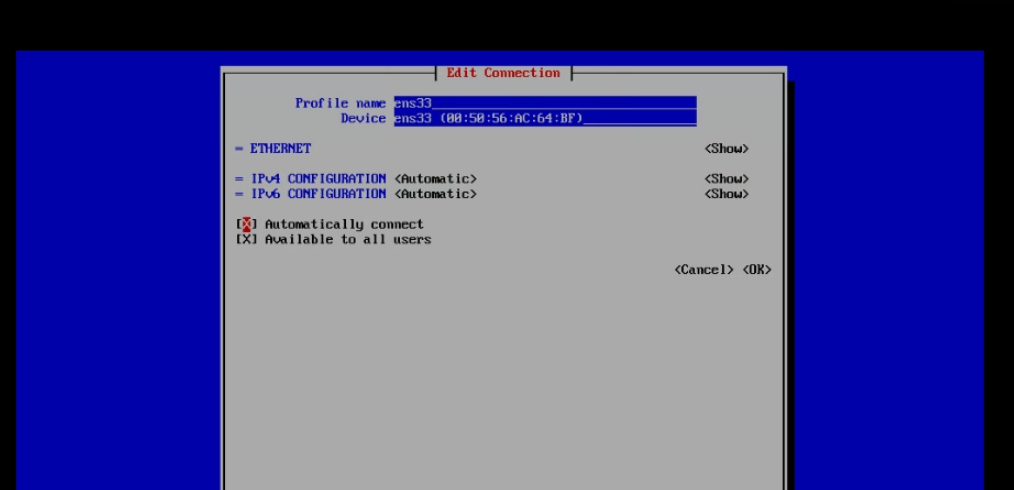 Edit Connection
Profile name ens33
Device ens33 (00:50:56:AC:64:BF)
= ETHERNET <Show>
= IPv4 CONFIGURATION <Automatic> <Show>
= IPv6 CONFIGURATION <Automatic> <Show>
[X] Automatically connect
[X] Available to all users
<Cancel> <OK>